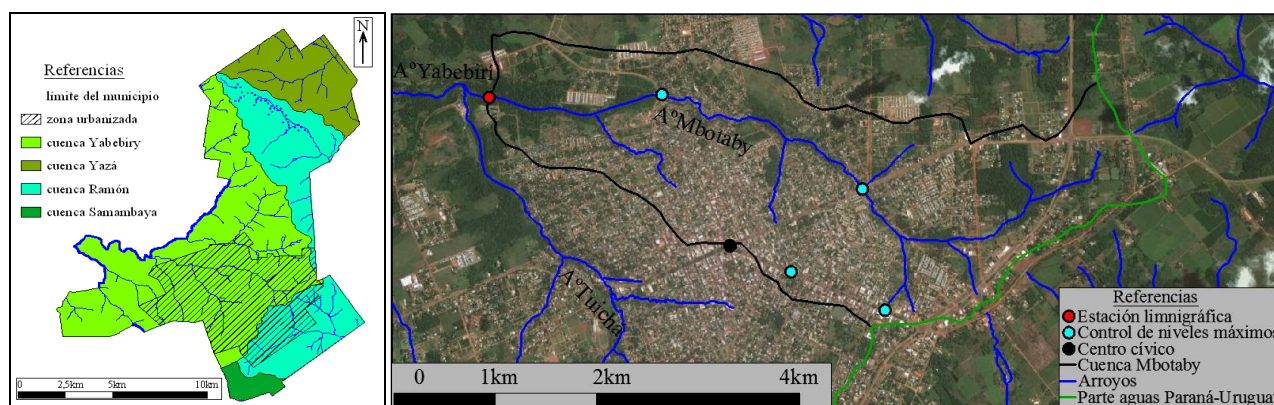 Referencias
límite del municipio
zona urbanizada
cuenca Yabebiry
cuenca Yazá
cuenca Ramón
cuenca Samambaya
N
0 2,5km 5km 10km
AºYabebirí
AºMbotaby
AºTuicha
0 1km 2km 4km
Referencias
Estación limnigráfica
Control de niveles máximos
Centro cívico
Cuenca Mbotaby
Arroyos
Parte aguas Paraná-Uruguay